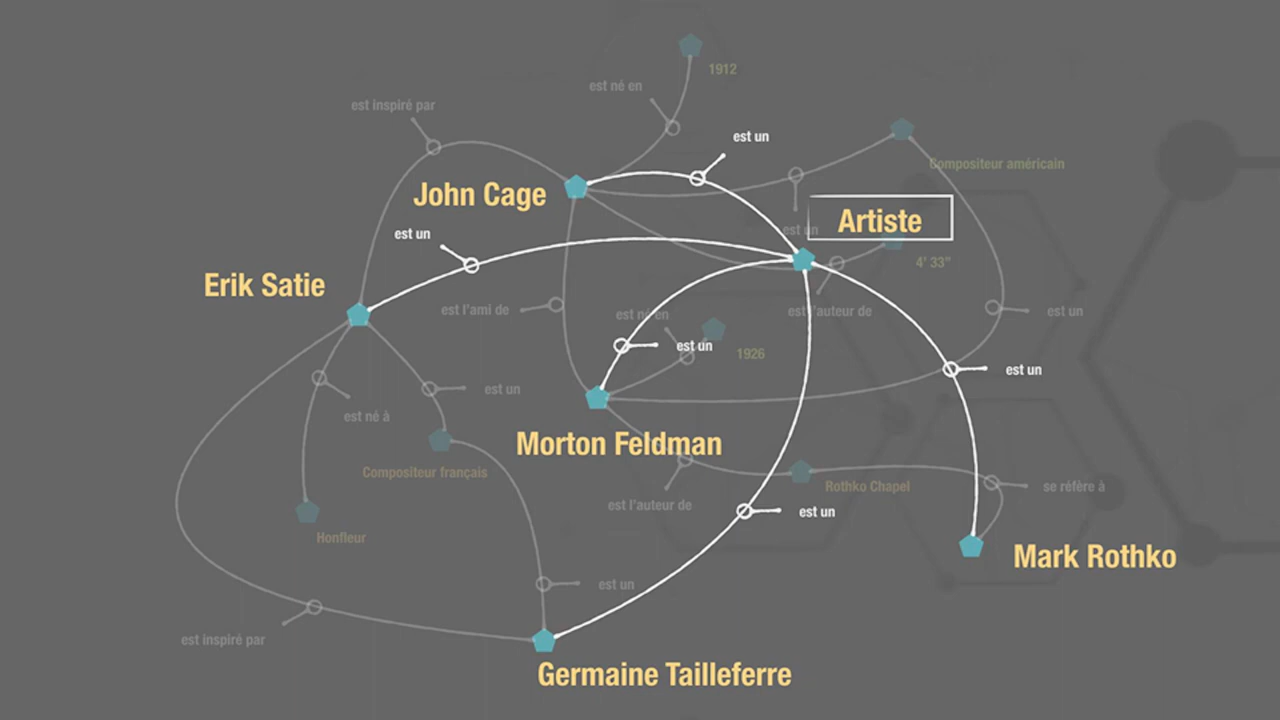 1912
est né en
est inspiré par
est un
Compositeur américain
John Cage
Artiste
est un
est un
4' 33"
Erik Satie
est l'ami de
est né en
est l'auteur de
est un
est un
1926
est un
est un
est né à
Morton Feldman
Compositeur français
Rothko Chapel
se réfère à
est l'auteur de
est un
Honfleur
Mark Rothko
est un
est inspiré par
Germaine Tailleferre